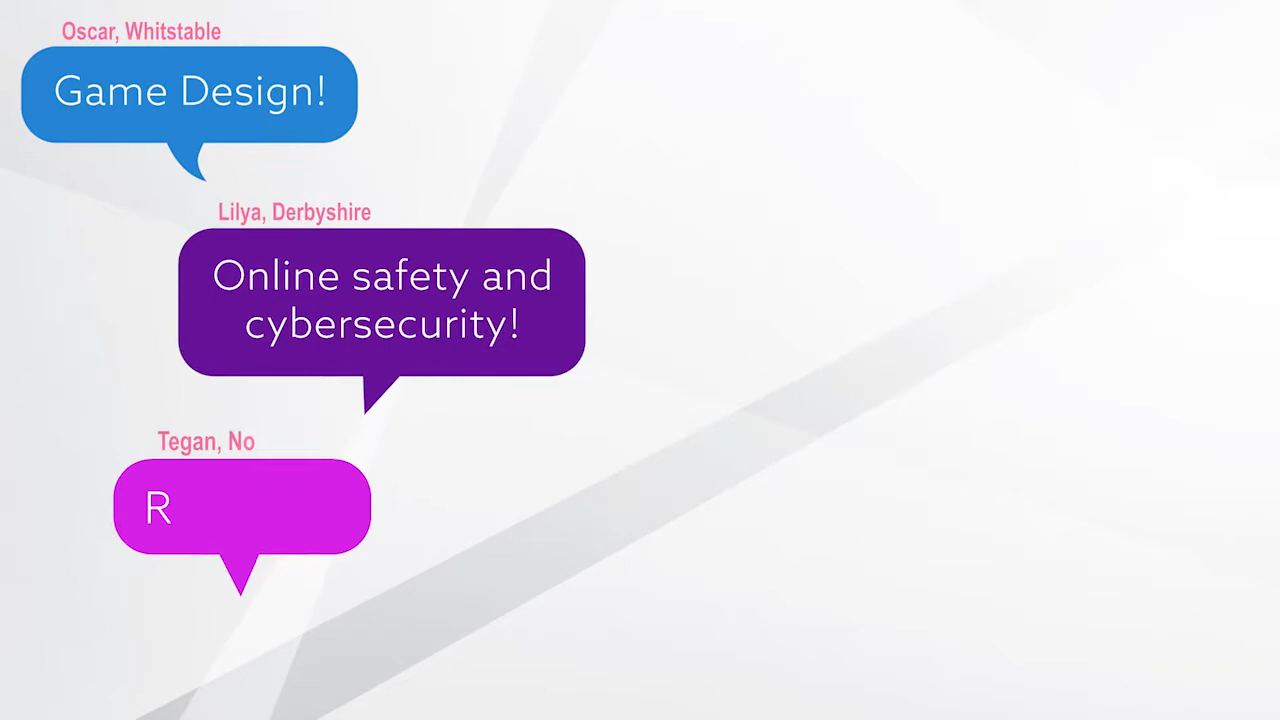 Oscar, Whitstable
Game Design!
Lilya, Derbyshire
Online safety and
cybersecurity!
Tegan, No
R